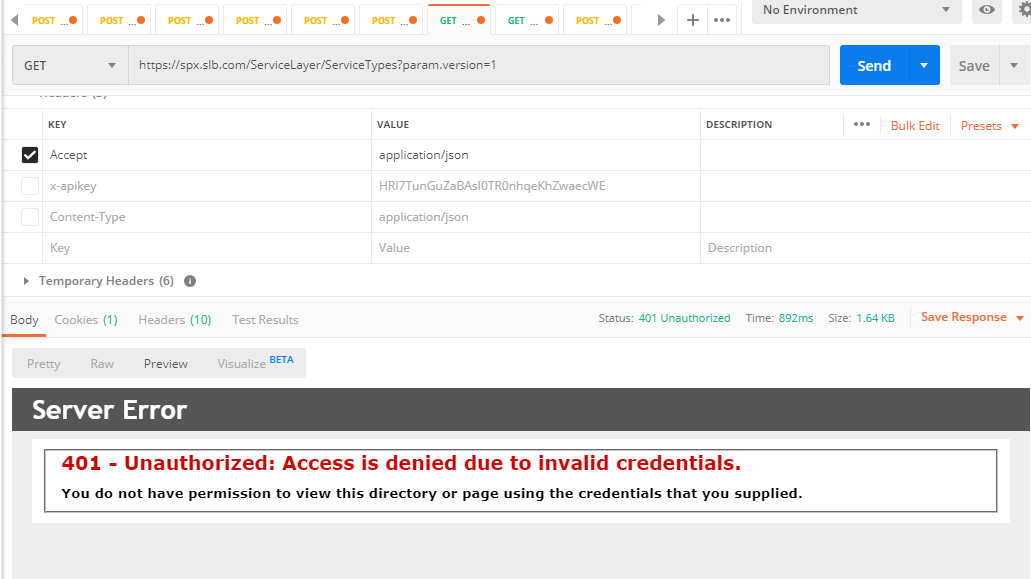 POST ... POST ... POST ... POST ... POST ... POST ... GET ... GET ... POST ... No Environment
GET https://spx.slb.com/ServiceLayer/ServiceTypes?param.version=1 Send Save
KEY VALUE DESCRIPTION Bulk Edit Presets
Accept application/json
x-apikey HRI7TunGuZaBAsI0TR0nhqeKhZwaecWE
Content-Type application/json
Key Value Description
Temporary Headers (6)
Body Cookies (1) Headers (10) Test Results Status: 401 Unauthorized Time: 892ms Size: 1.64 KB Save Response
Pretty Raw Preview Visualize BETA
Server Error
401 - Unauthorized: Access is denied due to invalid credentials.
You do not have permission to view this directory or page using the credentials that you supplied.